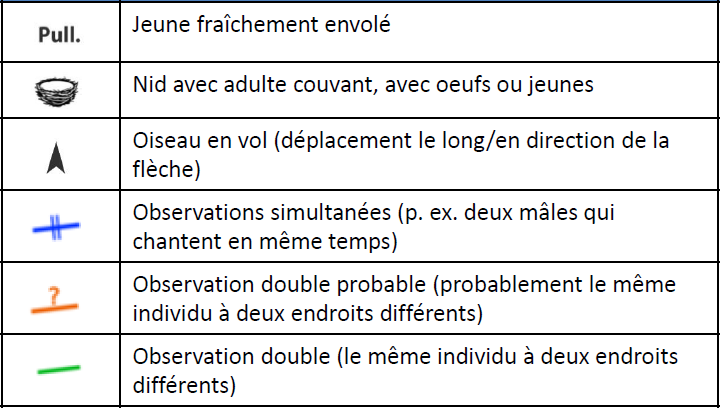 Pull.
Jeune fraîchement envolé
Nid avec adulte couvant, avec oeufs ou jeunes
Oiseau en vol (déplacement le long/en direction de la
flèche)
Observations simultanées (p. ex. deux mâles qui
chantent en même temps)
?
Observation double probable (probablement le même
individu à deux endroits différents)
Observation double (le même individu à deux endroits
différents)